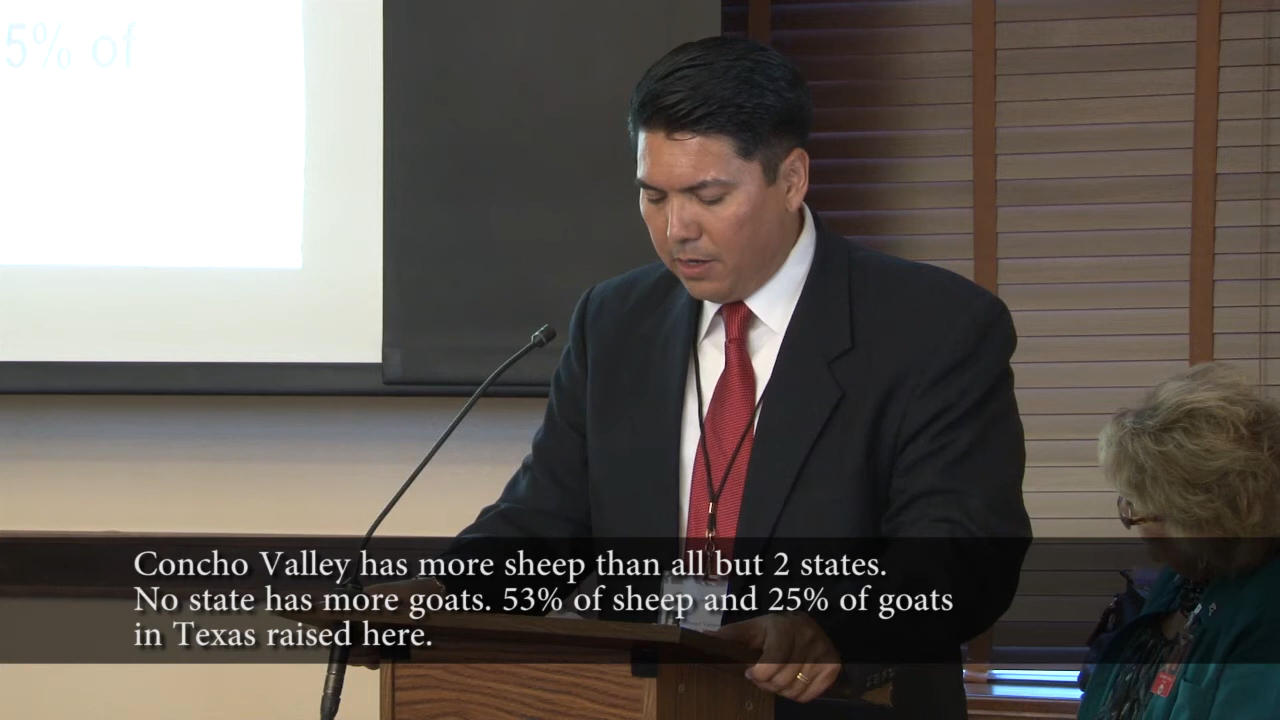 5% of
Concho Valley has more sheep than all but 2 states.
No state has more goats. 53% of sheep and 25% of goats
in Texas raised here.